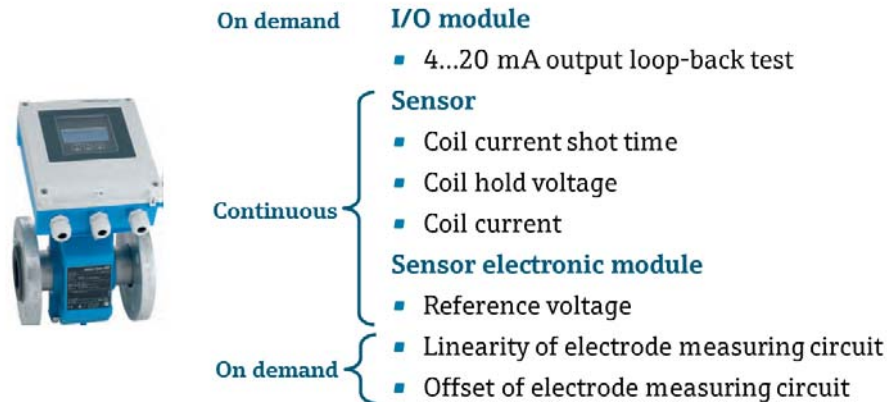 On demand
I/O module
▪ 4...20 mA output loop-back test
Sensor
▪ Coil current shot time
▪ Coil hold voltage
Continuous
▪ Coil current
Sensor electronic module
▪ Reference voltage
On demand
▪ Linearity of electrode measuring circuit
▪ Offset of electrode measuring circuit